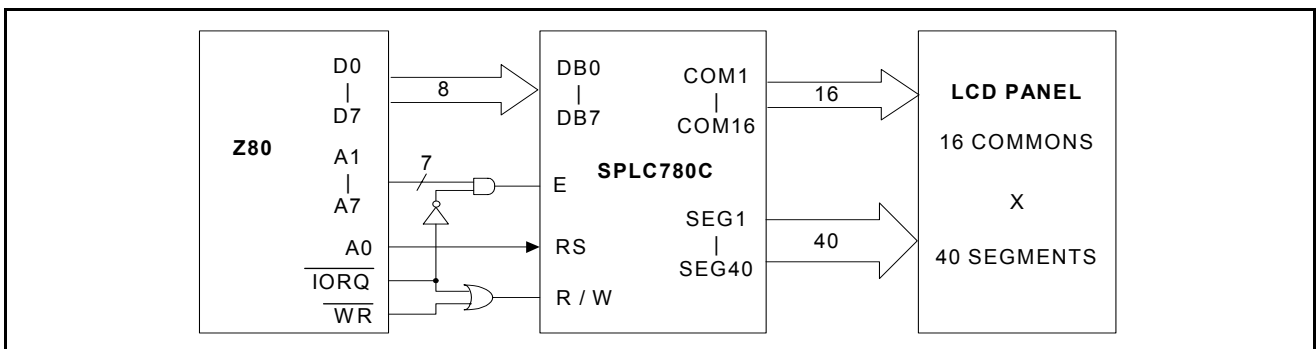 Z80
D0
|
D7
A1
|
A7
A0
IORQ
WR
8
7
DB0
|
DB7
SPLC780C
E
RS
R / W
COM1
|
COM16
SEG1
|
SEG40
16
40
LCD PANEL
16 COMMONS
X
40 SEGMENTS